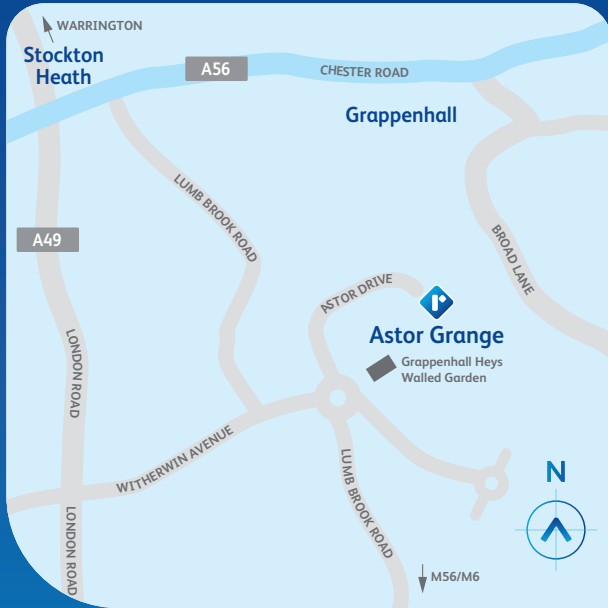 WARRINGTON
Stockton
Heath
A56
CHESTER ROAD
Grappenhall
LUMB BROOK ROAD
A49
BROAD LANE
ASTOR DRIVE
r
Astor Grange
Grappenhall Heys
Walled Garden
LONDON ROAD
WITHERWIN AVENUE
LUMB BROOK ROAD
N
LONDON ROAD
M56/M6